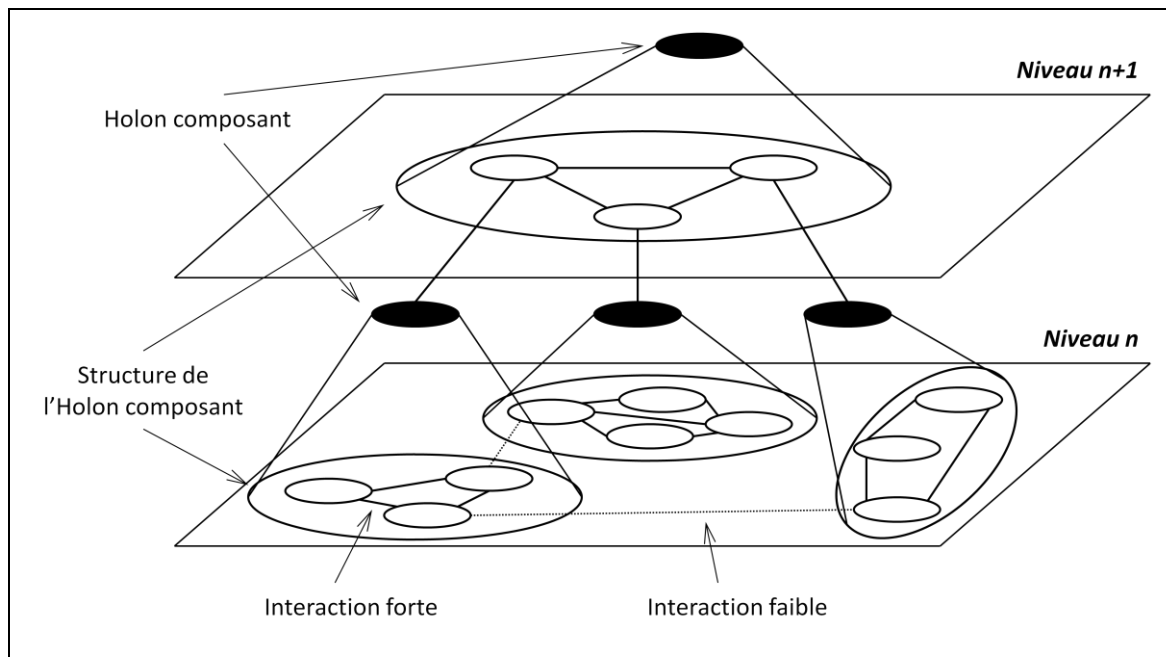 Niveau n+1
Holon composant
Niveau n
Structure de
l'Holon composant
Interaction forte
Interaction faible